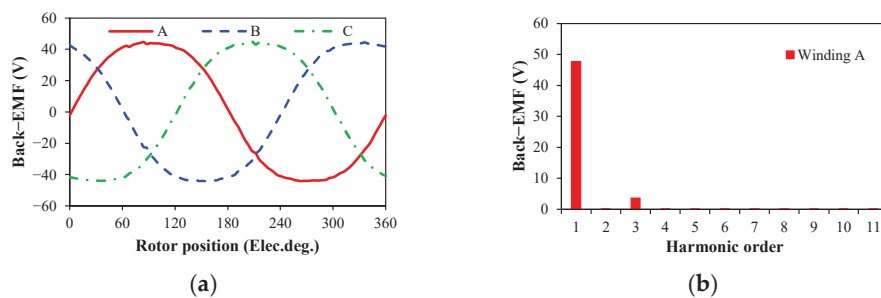 A B C
60
40
20
0
−20
−40
−60
0 60 120 180 240 300 360
Back−EMF (V)
Rotor position (Elec.deg.)
(a)
Winding A
60
50
40
30
20
10
0
1 2 3 4 5 6 7 8 9 10 11
Back−EMF (V)
Harmonic order
(b)